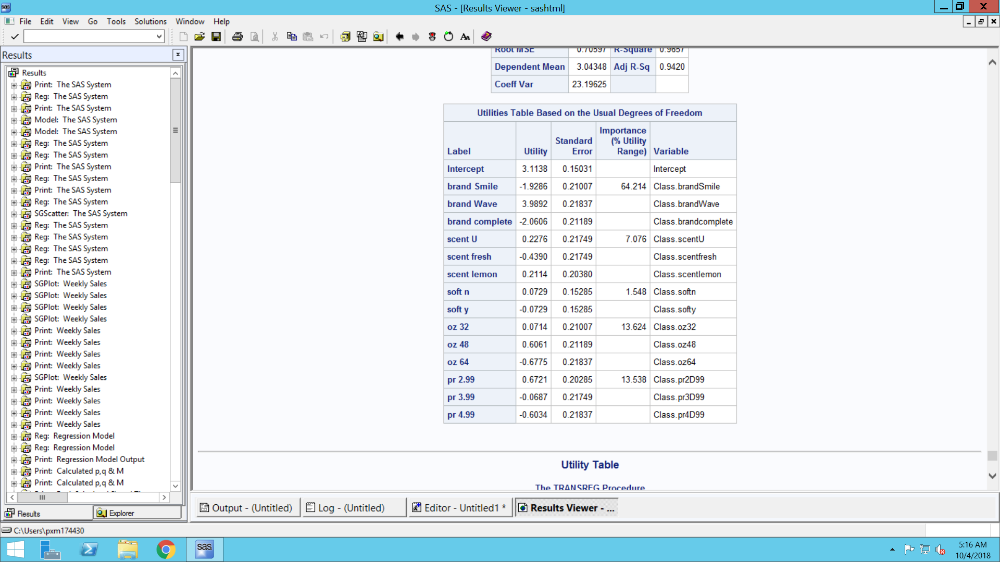 sas
SAS - [Results Viewer - sashtml]
File Edit View Go Tools Solutions Window Help
Results
Results
Print: The SAS System
Reg: The SAS System
Print: The SAS System
Model: The SAS System
Model: The SAS System
Reg: The SAS System
Reg: The SAS System
Print: The SAS System
Reg: The SAS System
Print: The SAS System
Reg: The SAS System
SGScatter: The SAS System
Reg: The SAS System
Reg: The SAS System
Reg: The SAS System
Reg: The SAS System
Print: The SAS System
SGPlot: Weekly Sales
SGPlot: Weekly Sales
SGPlot: Weekly Sales
SGPlot: Weekly Sales
Print: Weekly Sales
Print: Weekly Sales
Print: Weekly Sales
Print: Weekly Sales
SGPlot: Weekly Sales
Print: Weekly Sales
Print: Weekly Sales
Print: Weekly Sales
Print: Weekly Sales
Reg: Regression Model
Reg: Regression Model
Print: Regression Model Output
Print: Calculated p,q & M
Print: Calculated p,q & M
Results Explorer
Root MSE 0.70597 R-Square 0.9657
Dependent Mean 3.04348 Adj R-Sq 0.9420
Coeff Var 23.19625
Utilities Table Based on the Usual Degrees of Freedom
Label Utility Standard Error Importance (% Utility Range) Variable
Intercept 3.1138 0.15031 Intercept
brand Smile -1.9286 0.21007 64.214 Class.brandSmile
brand Wave 3.9892 0.21837 Class.brandWave
brand complete -2.0606 0.21189 Class.brandcomplete
scent U 0.2276 0.21749 7.076 Class.scentU
scent fresh -0.4390 0.21749 Class.scentfresh
scent lemon 0.2114 0.20380 Class.scentlemon
soft n 0.0729 0.15285 1.548 Class.softn
soft y -0.0729 0.15285 Class.softy
oz 32 0.0714 0.21007 13.624 Class.oz32
oz 48 0.6061 0.21189 Class.oz48
oz 64 -0.6775 0.21837 Class.oz64
pr 2.99 0.6721 0.20285 13.538 Class.pr2D99
pr 3.99 -0.0687 0.21749 Class.pr3D99
pr 4.99 -0.6034 0.21837 Class.pr4D99
Utility Table
The TRANSREG Procedure
Output - (Untitled) Log - (Untitled) Editor - Untitled1 * Results Viewer - ...
C:\Users\pxm174430
sas
5:16 AM
10/4/2018